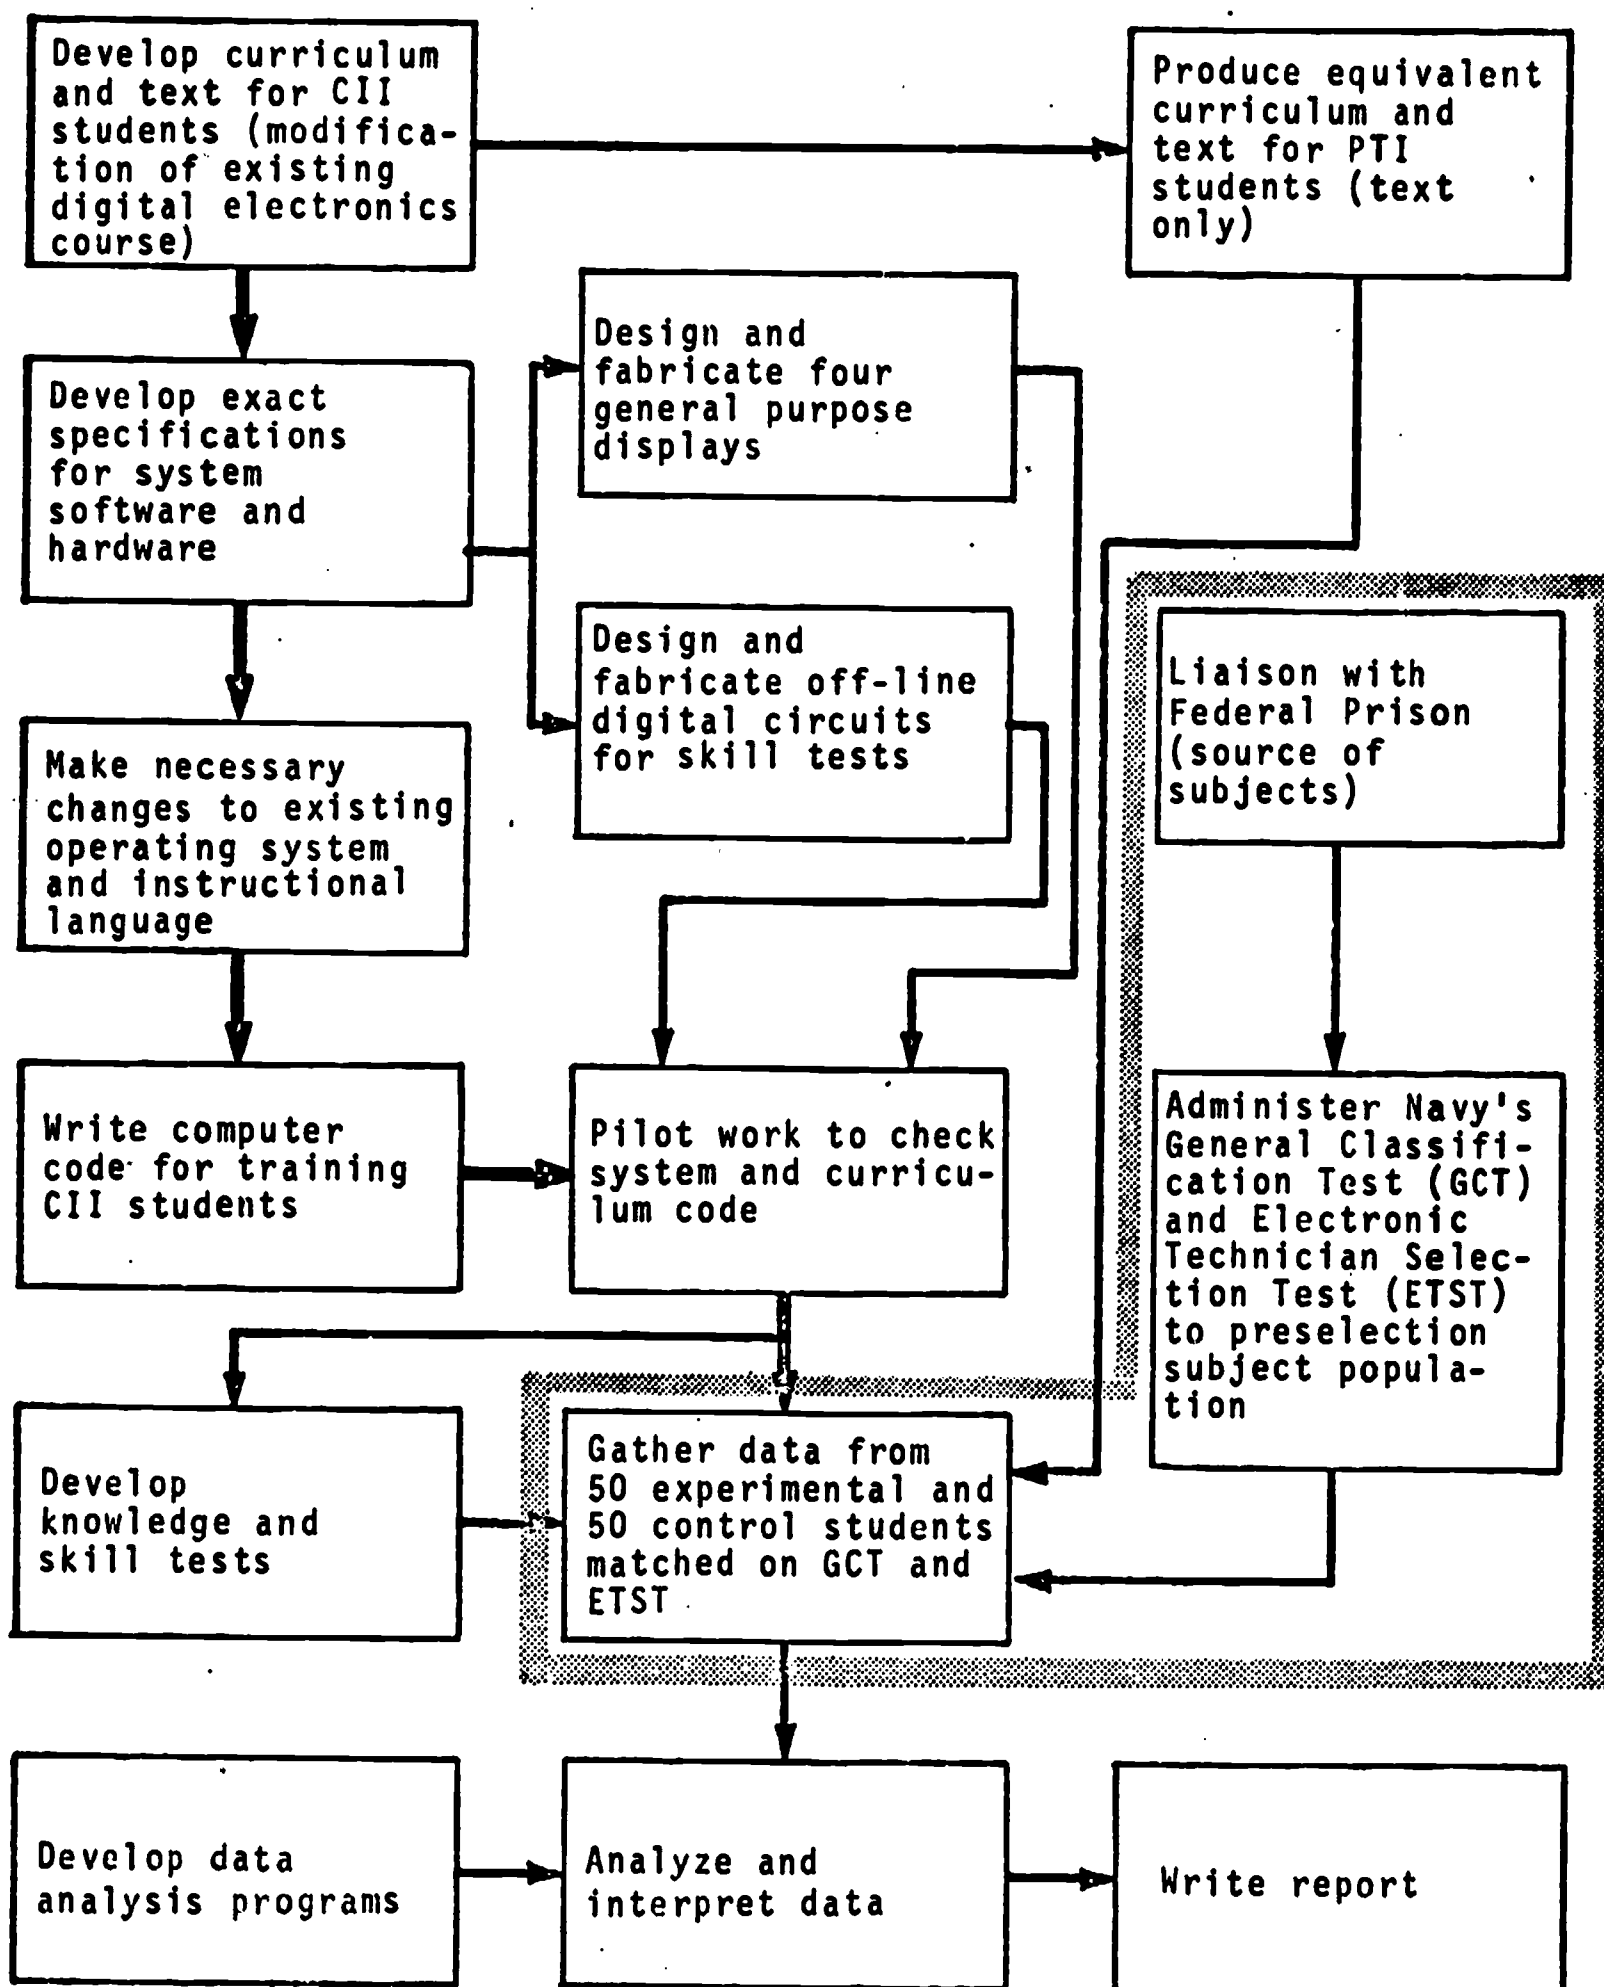 Develop curriculum
and text for CII
students (modifica-
tion of existing
digital electronics
course)
Produce equivalent
curriculum and
text for PTI
students (text
only)
Design and
fabricate four
general purpose
displays
Develop exact
specifications
for system
software and
hardware
Design and
fabricate off-line
digital circuits
for skill tests
Liaison with
Federal Prison
(source of
subjects)
Make necessary
changes to existing
operating system
and instructional
language
Write computer
code for training
CII students
Pilot work to check
system and curricu-
lum code
Administer Navy's
General Classifi-
cation Test (GCT)
and Electronic
Technician Selec-
tion Test (ETST)
to preselection
subject popula-
tion
Develop
knowledge and
skill tests
Gather data from
50 experimental and
50 control students
matched on GCT and
ETST
Develop data
analysis programs
Analyze and
interpret data
Write report